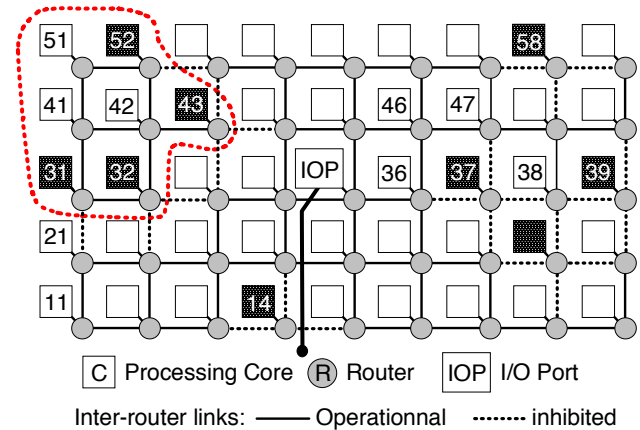 51 52 58
41 42 43 46 47
31 32 IOP 36 37 38 39
21
11 14
C Processing Core R Router IOP I/O Port
Inter-router links: Operationnal inhibited